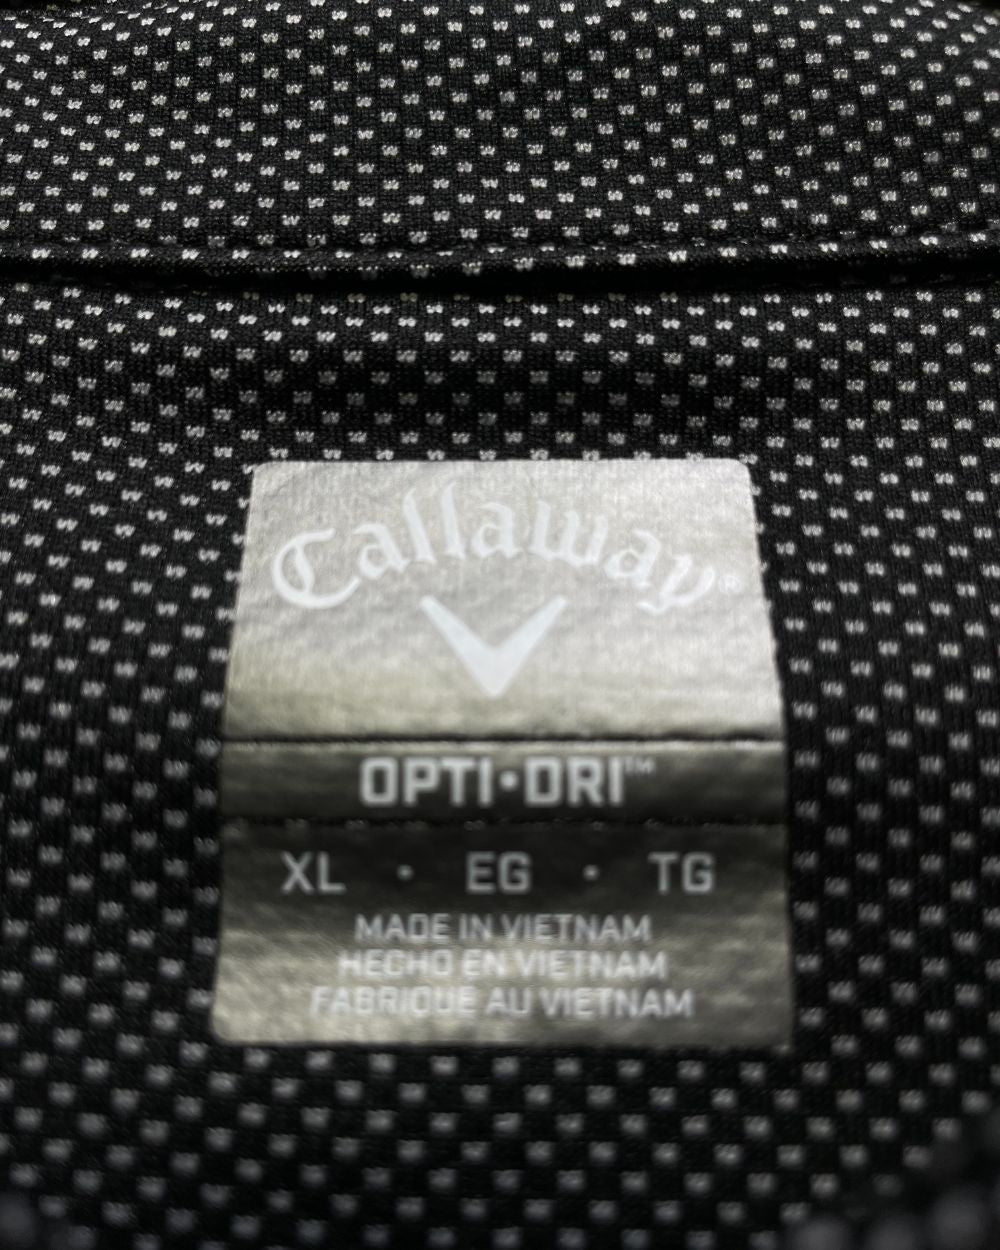 Callaway®
OPTI•DRI™
XL • EG • TG
MADE IN VIETNAM
HECHO EN VIETNAM
FABRIQUÉ AU VIETNAM